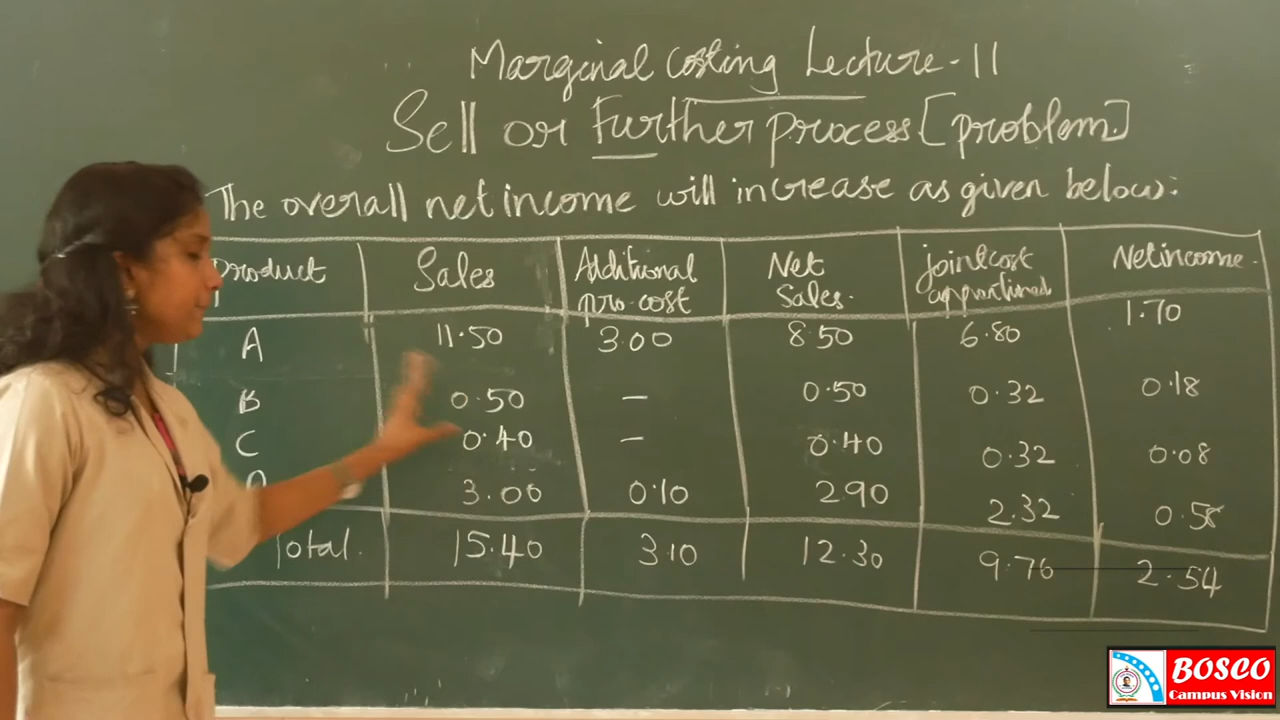 Marginal costing Lecture-11
Sell or Further process [problem.]
The overall net income will increase as given below:
Product Sales Additional pro.cost Net Sales. joint cost apportioned Net income.
A 11.50 3.00 8.50 6.80 1.70
B 0.50 — 0.50 0.32 0.18
C 0.40 — 0.40 0.32 0.08
D 3.00 0.10 2.90 2.32 0.58
Total. 15.40 3.10 12.30 9.76 2.54
BOSCO
Campus Vision